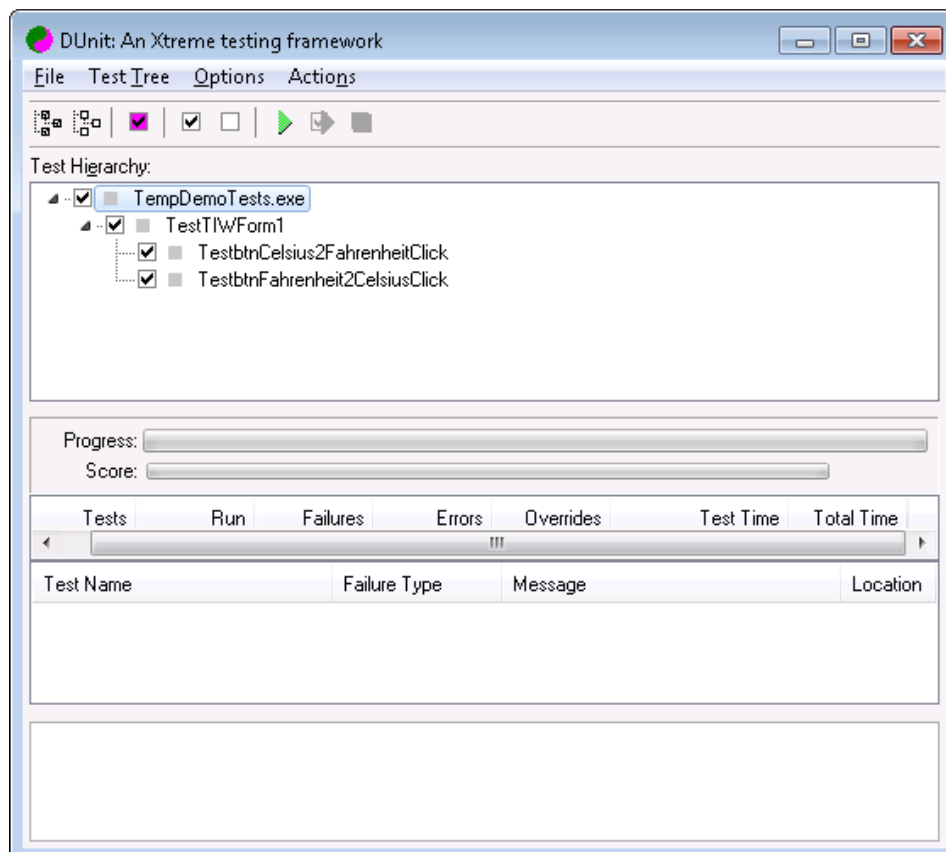 DUnit: An Xtreme testing framework
File Test Tree Options Actions
Test Hierarchy:
TempDemoTests.exe
TestTIWForm1
TestbtnCelsius2FahrenheitClick
TestbtnFahrenheit2CelsiusClick
Progress:
Score:
Tests Run Failures Errors Overrides Test Time Total Time
Test Name Failure Type Message Location